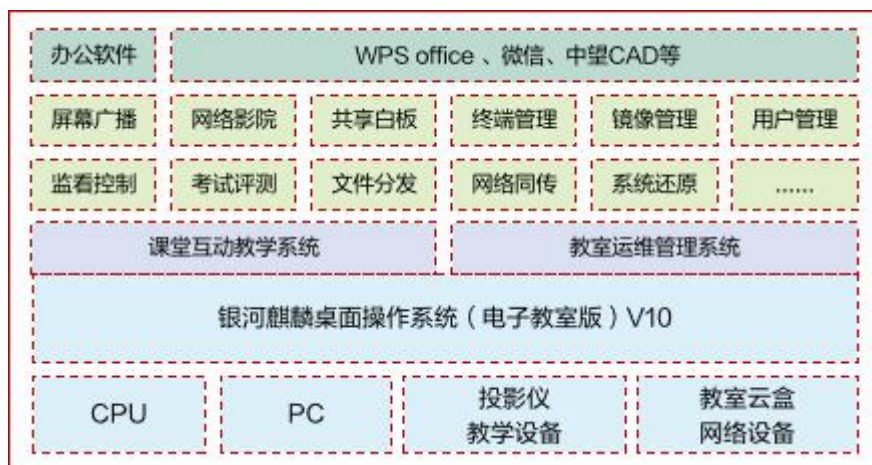 办公软件 WPS office 、微信、中望CAD等
屏幕广播 网络影院 共享白板 终端管理 镜像管理 用户管理
监看控制 考试评测 文件分发 网络同传 系统还原 ......
课堂互动教学系统 教室运维管理系统
银河麒麟桌面操作系统（电子教室版）V10
CPU PC 投影仪 教室云盒
教学设备 网络设备